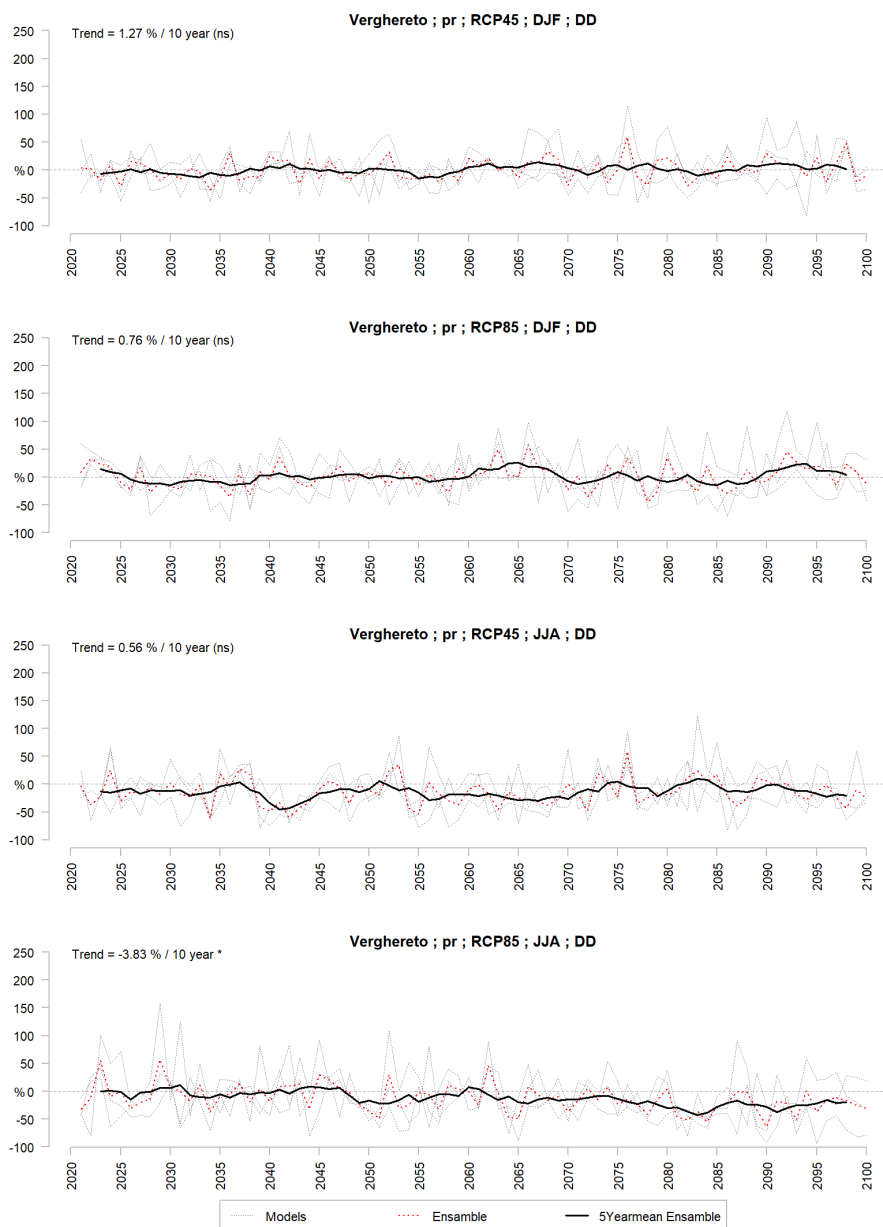 Verghereto ; pr ; RCP45 ; DJF ; DD
Trend = 1.27 % / 10 year (ns)
250
200
150
100
50
% 0
-50
-100
2020 2025 2030 2035 2040 2045 2050 2055 2060 2065 2070 2075 2080 2085 2090 2095 2100
Verghereto ; pr ; RCP85 ; DJF ; DD
Trend = 0.76 % / 10 year (ns)
250
200
150
100
50
% 0
-50
-100
2020 2025 2030 2035 2040 2045 2050 2055 2060 2065 2070 2075 2080 2085 2090 2095 2100
Verghereto ; pr ; RCP45 ; JJA ; DD
Trend = 0.56 % / 10 year (ns)
250
200
150
100
50
% 0
-50
-100
2020 2025 2030 2035 2040 2045 2050 2055 2060 2065 2070 2075 2080 2085 2090 2095 2100
Verghereto ; pr ; RCP85 ; JJA ; DD
Trend = -3.83 % / 10 year *
250
200
150
100
50
% 0
-50
-100
2020 2025 2030 2035 2040 2045 2050 2055 2060 2065 2070 2075 2080 2085 2090 2095 2100
Models Ensamble 5Yearmean Ensamble